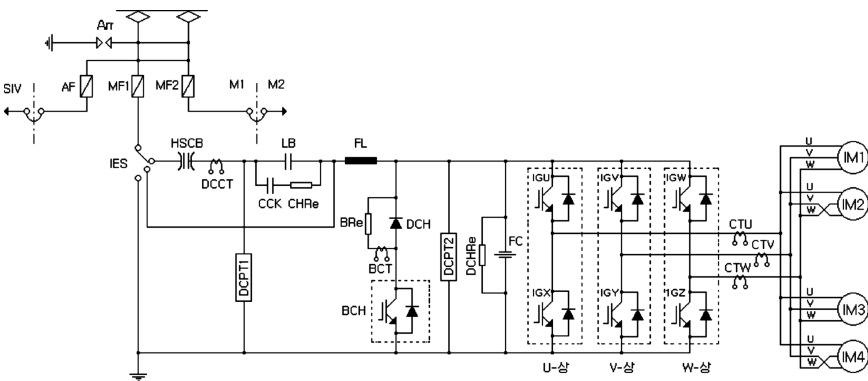 Arr
SIV
AF
MF1
MF2
M1
M2
IES
HSCB
DCCT
LB
FL
CCK
CHRe
BRe
DCH
BCT
BCH
DCPT1
DCPT2
DCHRe
FC
IGU
IGV
IGW
IGX
IGY
IGZ
U-상
V-상
W-상
CTU
CTV
CTW
U
V
W
IM1
U
V
W
IM2
U
V
W
IM3
U
V
W
IM4